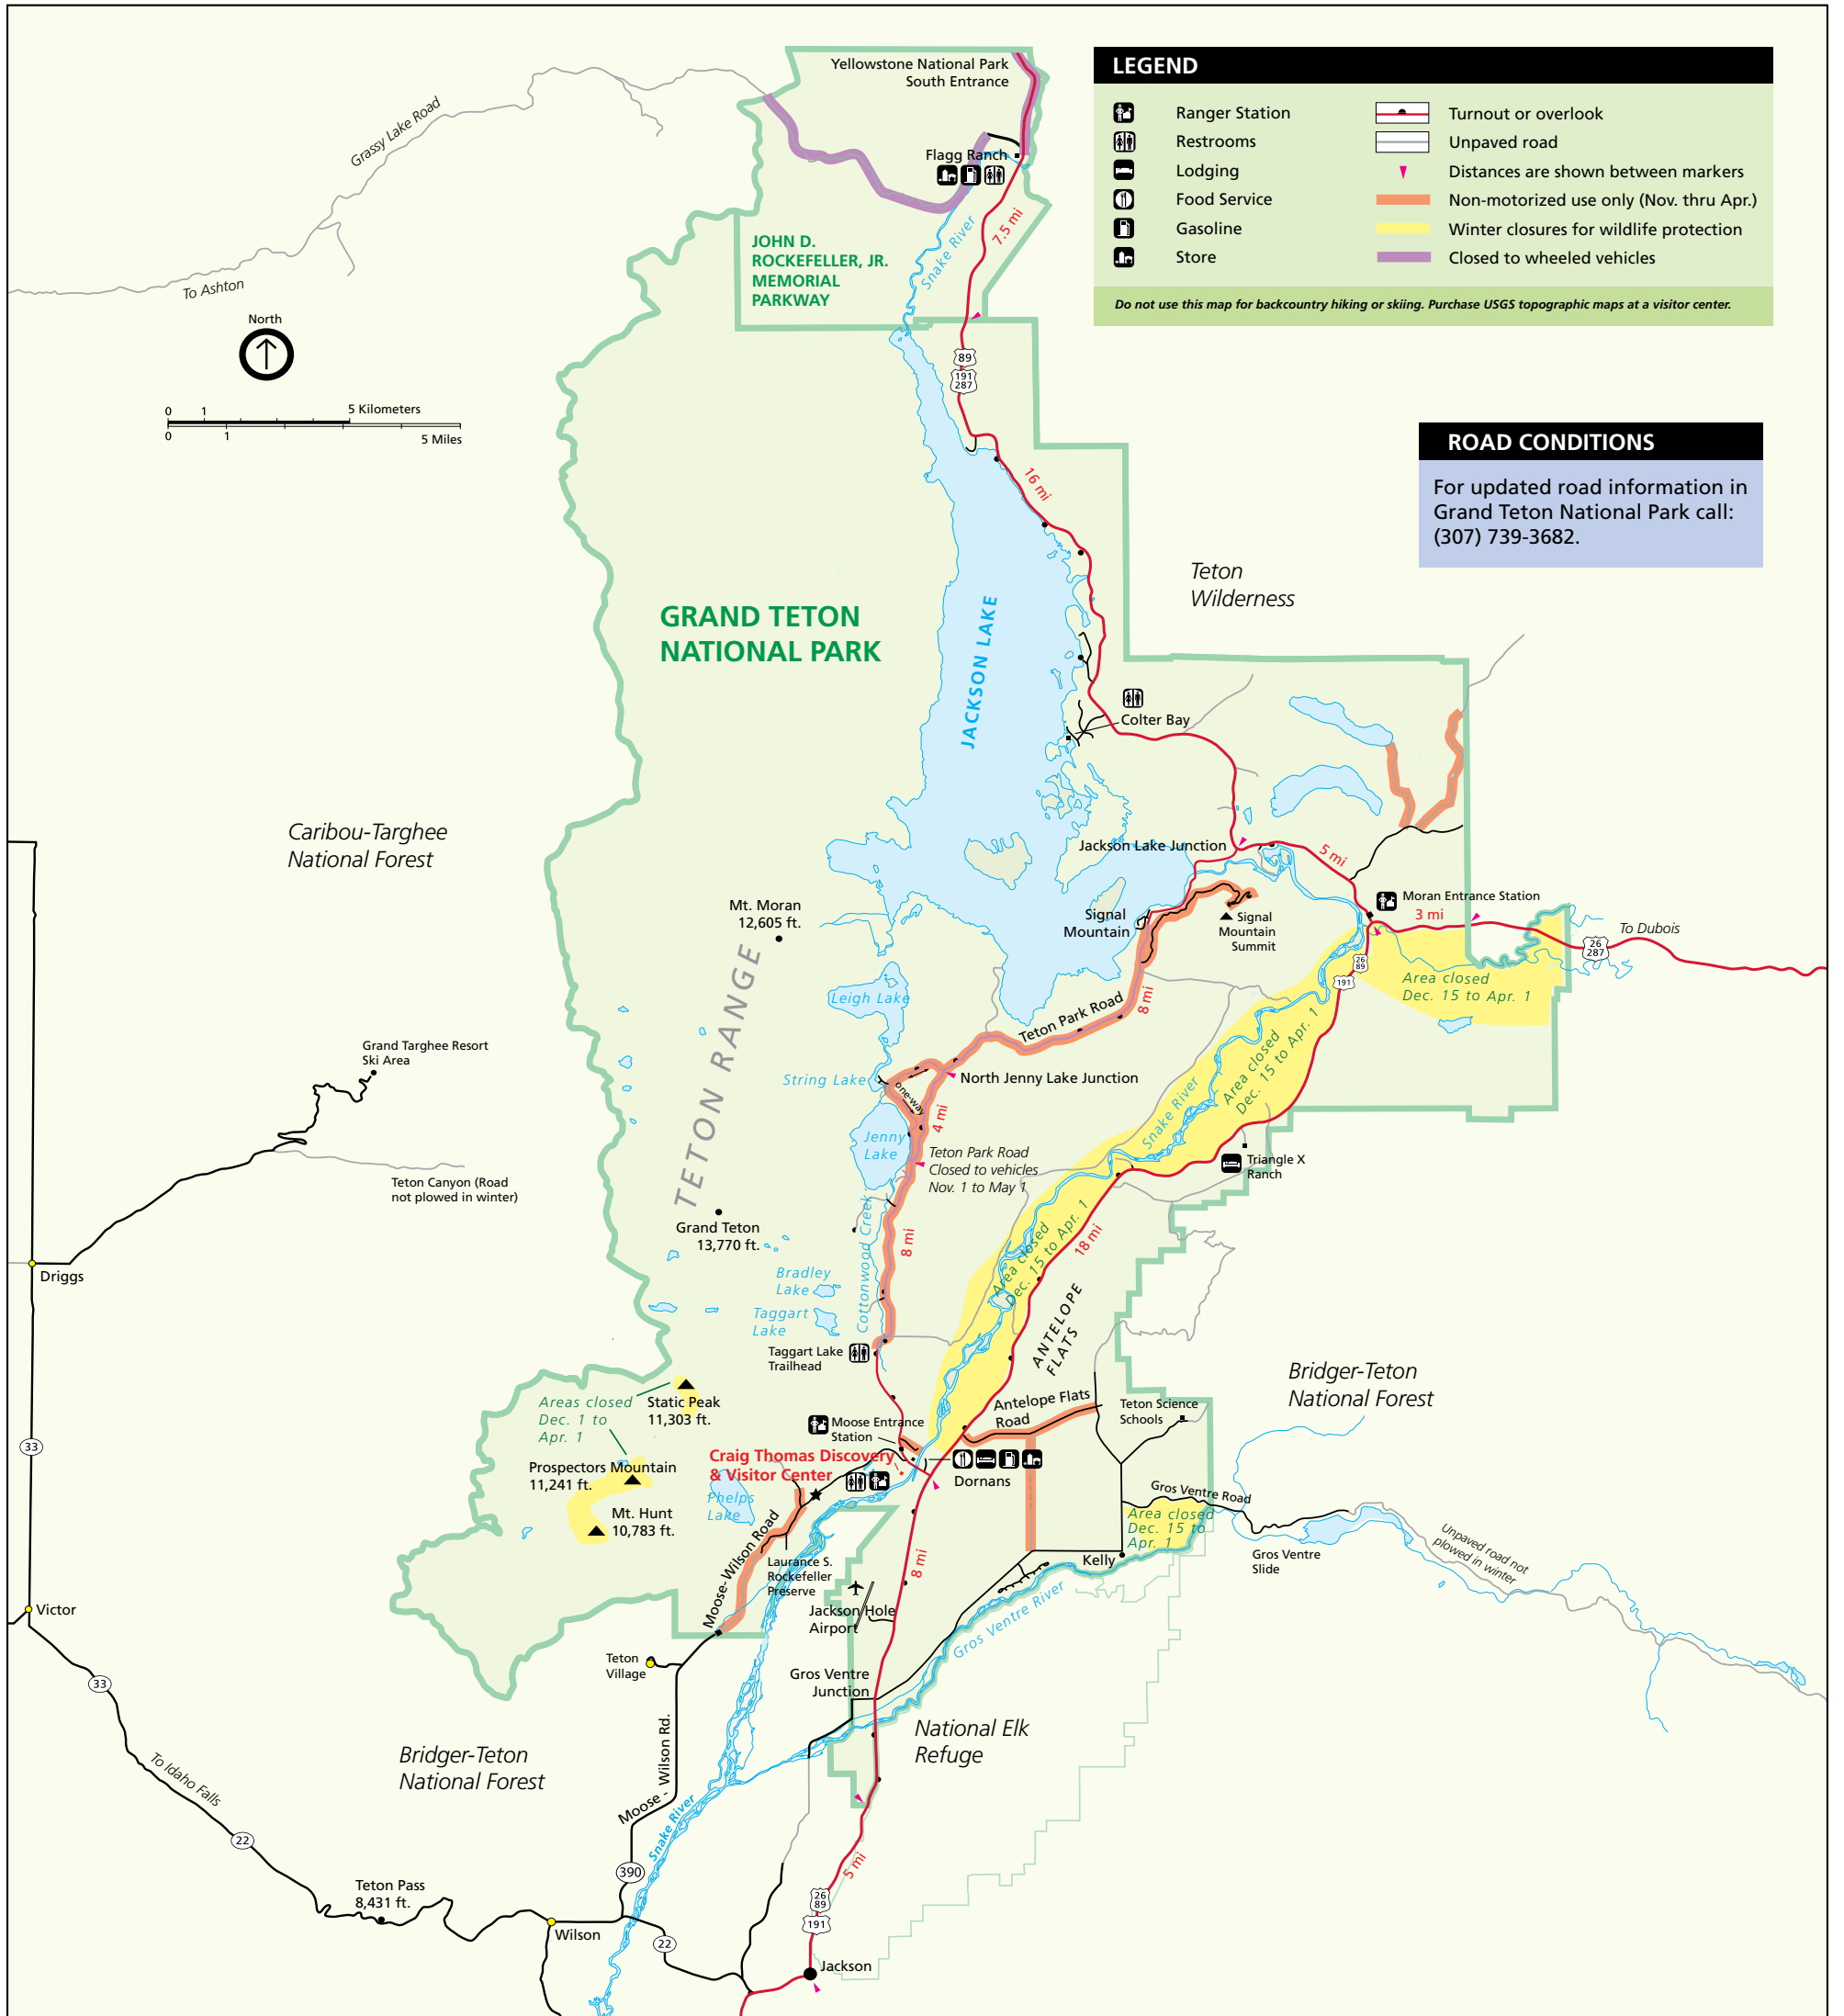 Yellowstone National Park
South Entrance
LEGEND
Ranger Station
Restrooms
Lodging
Food Service
Gasoline
Store
Turnout or overlook
Unpaved road
Distances are shown between markers
Non-motorized use only (Nov. thru Apr.)
Winter closures for wildlife protection
Closed to wheeled vehicles
Do not use this map for backcountry hiking or skiing. Purchase USGS topographic maps at a visitor center.
Grassy Lake Road
Flagg Ranch
7.5 mi
Snake River
JOHN D.
ROCKEFELLER, JR.
MEMORIAL
PARKWAY
To Ashton
North
89
191
287
0 1 5 Kilometers
0 1 5 Miles
ROAD CONDITIONS
For updated road information in
Grand Teton National Park call:
(307) 739-3682.
16 mi
Teton
Wilderness
GRAND TETON
NATIONAL PARK
JACKSON LAKE
Colter Bay
Caribou-Targhee
National Forest
Jackson Lake Junction
5 mi
Moran Entrance Station
3 mi
Mt. Moran
12,605 ft.
Signal
Mountain
Signal
Mountain
Summit
To Dubois
26
287
26
89
191
Area closed
Dec. 15 to Apr. 1
TETON RANGE
Leigh Lake
8 mi
Teton Park Road
Area closed
Dec. 15 to Apr. 1
Grand Targhee Resort
Ski Area
String Lake
North Jenny Lake Junction
one-way
4 mi
Snake River
Jenny
Lake
Teton Park Road
Closed to vehicles
Nov. 1 to May 1
Triangle X
Ranch
Teton Canyon (Road
not plowed in winter)
Grand Teton
13,770 ft.
Cottonwood Creek
8 mi
Area closed
Dec. 15 to Apr. 1
18 mi
Driggs
Bradley
Lake
Taggart
Lake
ANTELOPE
FLATS
Taggart Lake
Trailhead
Bridger-Teton
National Forest
Areas closed
Dec. 1 to
Apr. 1
Static Peak
11,303 ft.
Antelope Flats
Road
Teton Science
Schools
Moose Entrance
Station
33
Craig Thomas Discovery
& Visitor Center
Dornans
Prospectors Mountain
11,241 ft.
Phelps
Lake
Gros Ventre Road
Mt. Hunt
10,783 ft.
Area closed
Dec. 15 to
Apr. 1
Moose-Wilson Road
Laurance S.
Rockefeller
Preserve
8 mi
Kelly
Gros Ventre
Slide
Unpaved road not
plowed in winter
Jackson Hole
Airport
Gros Ventre River
Victor
Teton
Village
Gros Ventre
Junction
33
National Elk
Refuge
Bridger-Teton
National Forest
Moose - Wilson Rd.
To Idaho Falls
Snake River
22
390
5 mi
26
89
191
Teton Pass
8,431 ft.
Wilson
22
Jackson